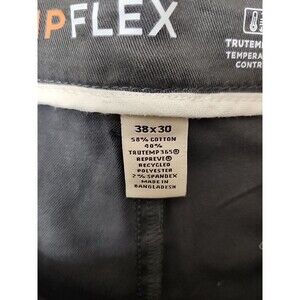 PFLEX
TRUTEMP
TEMPERA
CONTR
38x30
58% COTTON
40%
TRUTEMP365®
REPREVE®
RECYCLED
POLYESTER
2% SPANDEX
MADE IN
BANGLADESH